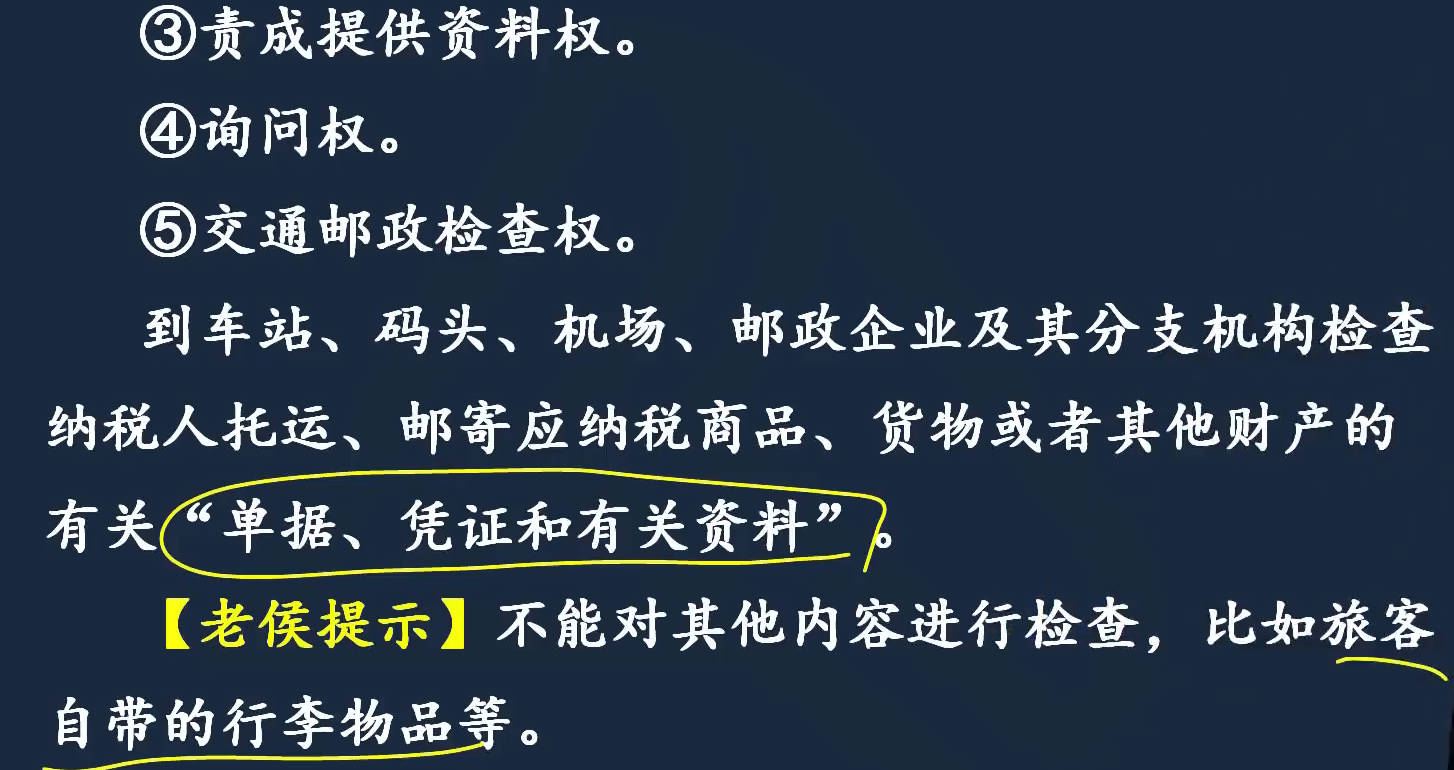 ③责成提供资料权。
④询问权。
⑤交通邮政检查权。
到车站、码头、机场、邮政企业及其分支机构检查
纳税人托运、邮寄应纳税商品、货物或者其他财产的
有关“单据、凭证和有关资料”。
【老侯提示】不能对其他内容进行检查，比如旅客
自带的行李物品等。